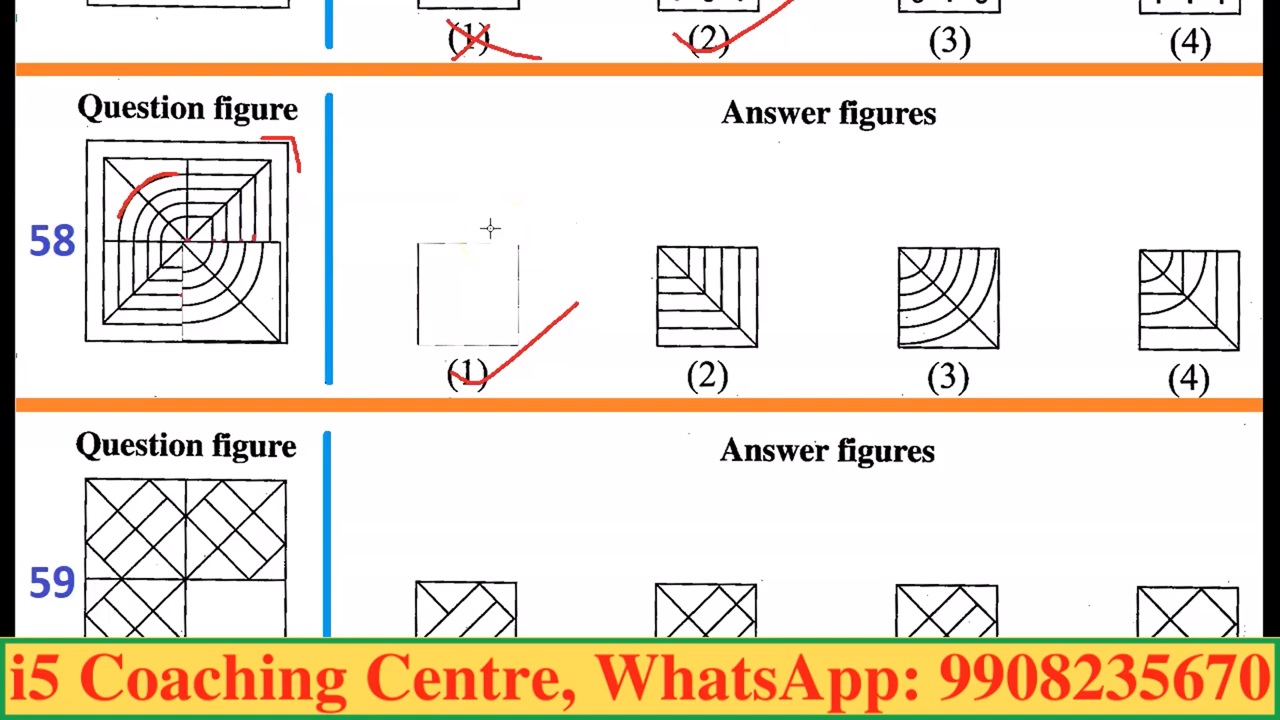 (1) (2) (3) (4)
Question figure Answer figures
58
(1) (2) (3) (4)
Question figure Answer figures
59
i5 Coaching Centre, WhatsApp: 9908235670